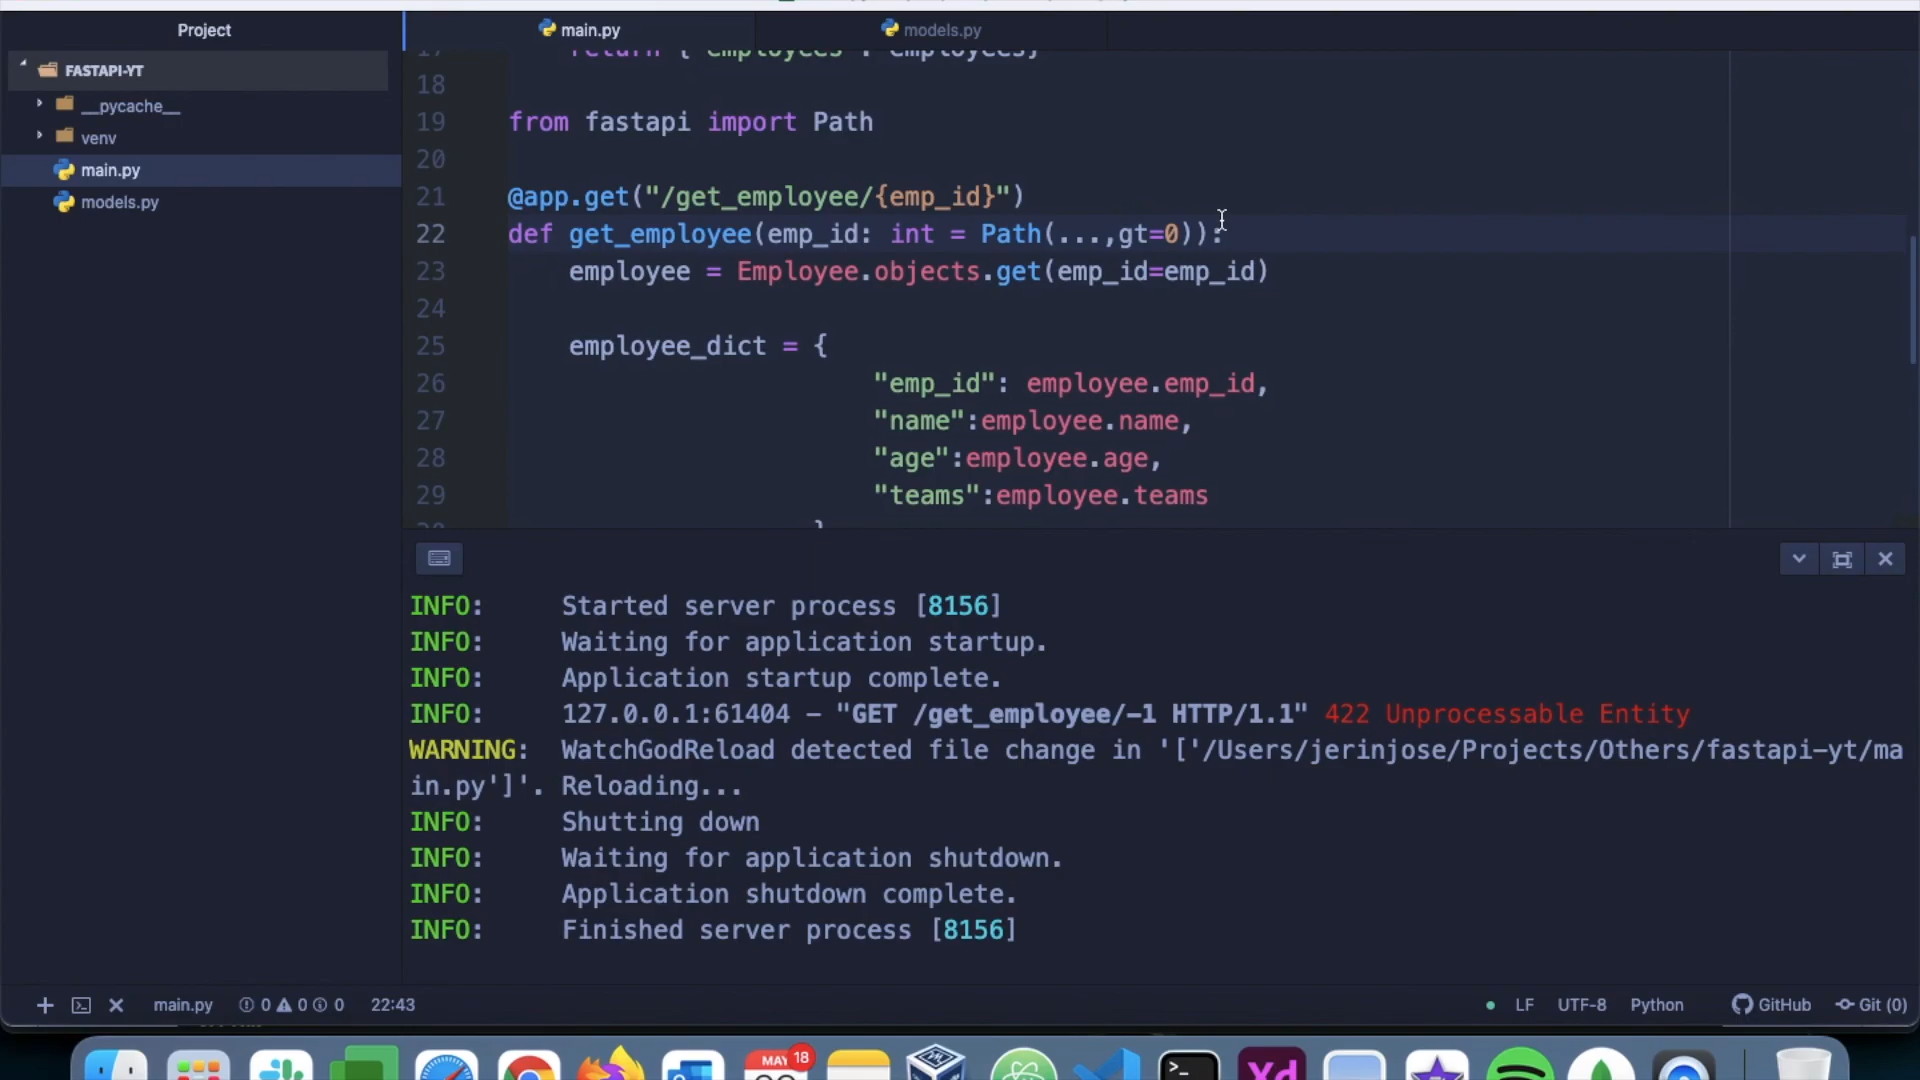 Project
main.py
models.py
FASTAPI-YT
__pycache__
venv
main.py
models.py
17 return { "employees" : employees}
18
19 from fastapi import Path
20
21 @app.get("/get_employee/{emp_id}")
22 def get_employee(emp_id: int = Path(...,gt=0)):
23 employee = Employee.objects.get(emp_id=emp_id)
24
25 employee_dict = {
26 "emp_id": employee.emp_id,
27 "name":employee.name,
28 "age":employee.age,
29 "teams":employee.teams
30 }
INFO: Started server process [8156]
INFO: Waiting for application startup.
INFO: Application startup complete.
INFO: 127.0.0.1:61404 – "GET /get_employee/–1 HTTP/1.1" 422 Unprocessable Entity
WARNING: WatchGodReload detected file change in '['/Users/jerinjose/Projects/Others/fastapi-yt/ma
in.py']'. Reloading...
INFO: Shutting down
INFO: Waiting for application shutdown.
INFO: Application shutdown complete.
INFO: Finished server process [8156]
main.py 0 0 0 22:43
LF UTF-8 Python GitHub Git (0)
MAY 18
Xd